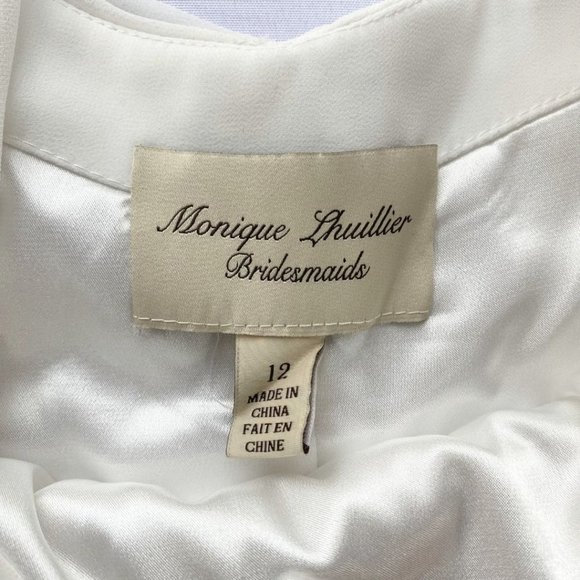 Monique Lhuillier
Bridesmaids
12
MADE IN
CHINA
FAIT EN
CHINE